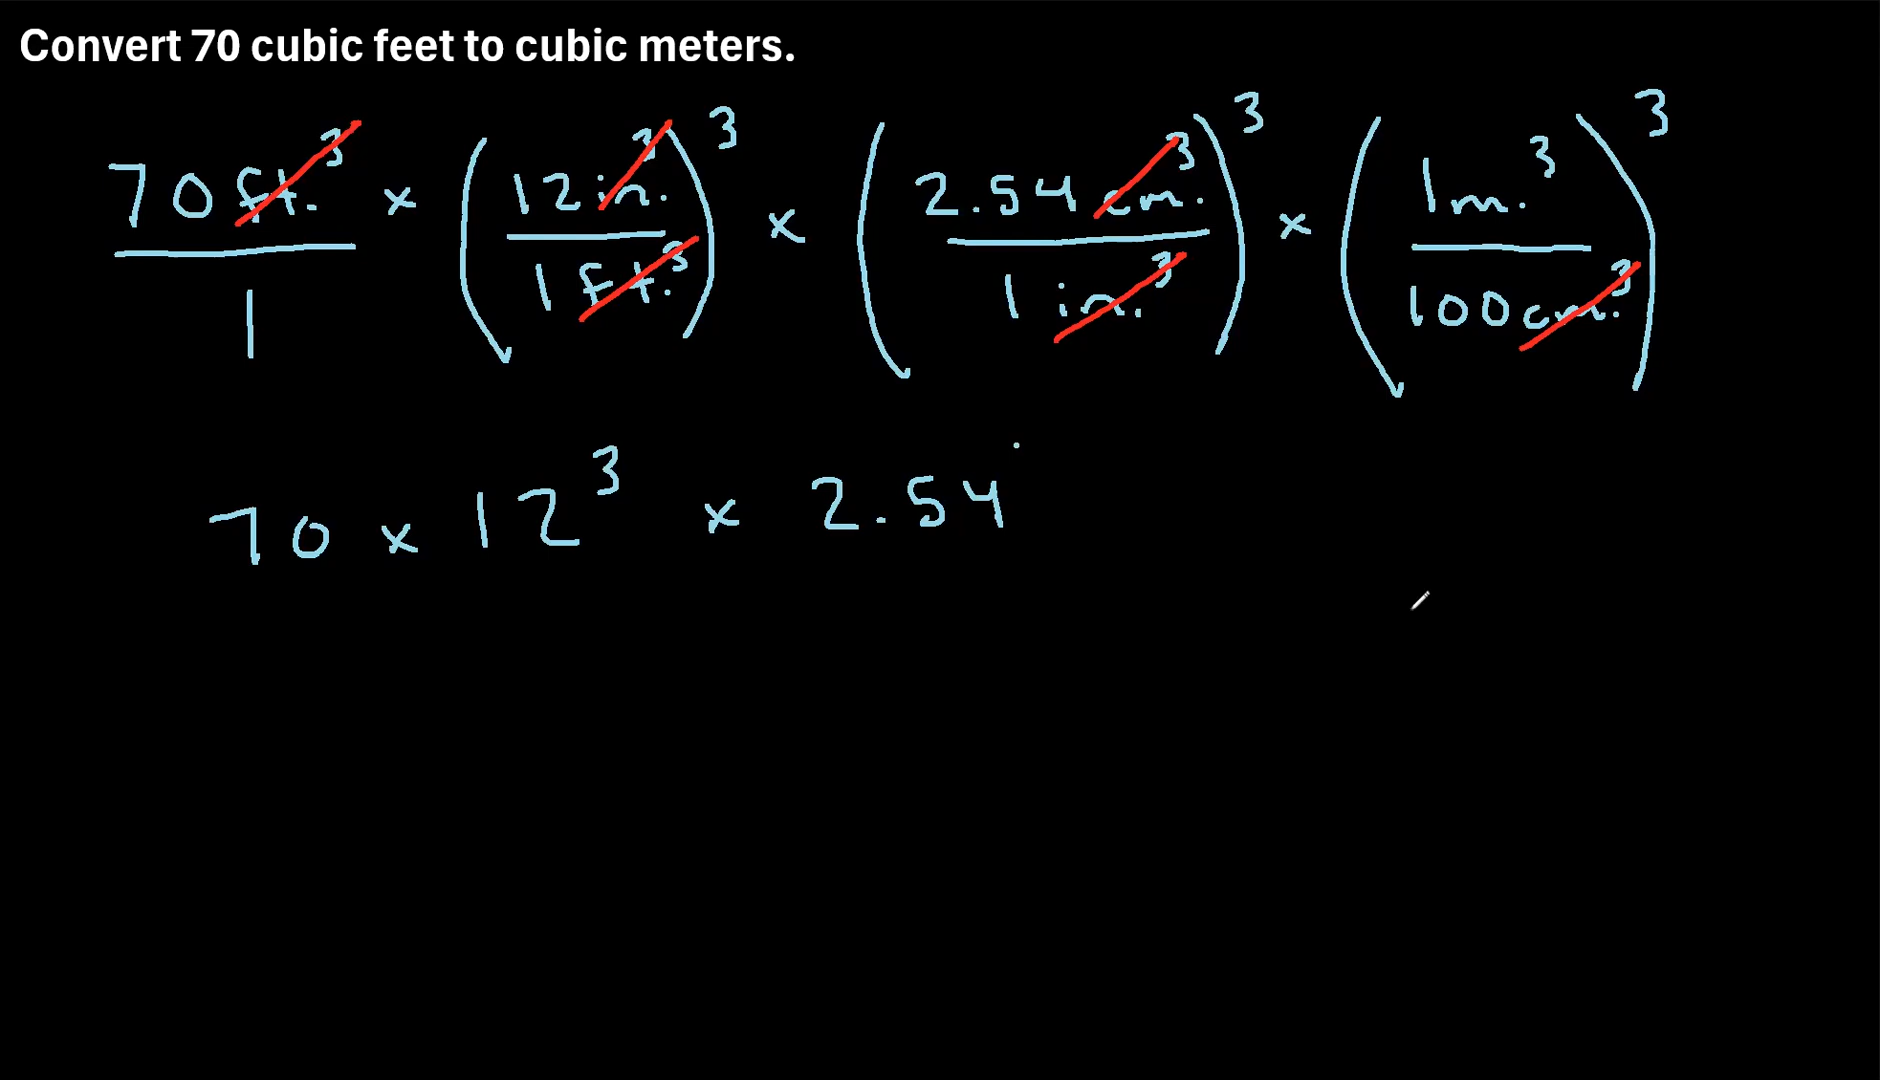 Convert 70 cubic feet to cubic meters.
70 ft.³ / 1 × (12 in.³ / 1 ft.³)³ × (2.54 cm.³ / 1 in.³)³ × (1 m.³ / 100 cm.³)³
70 × 12³ × 2.54